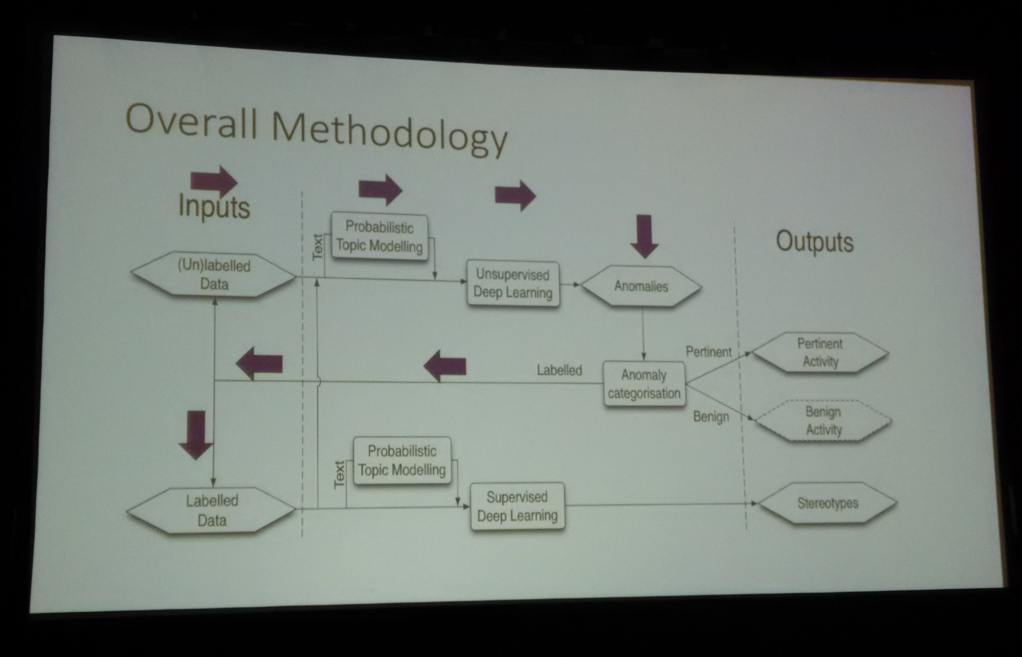 Overall Methodology
Inputs
Outputs
(Un)labelled
Data
Text
Probabilistic
Topic Modelling
Unsupervised
Deep Learning
Anomalies
Labelled
Anomaly
categorisation
Pertinent
Benign
Pertinent
Activity
Benign
Activity
Labelled
Data
Text
Probabilistic
Topic Modelling
Supervised
Deep Learning
Stereotypes